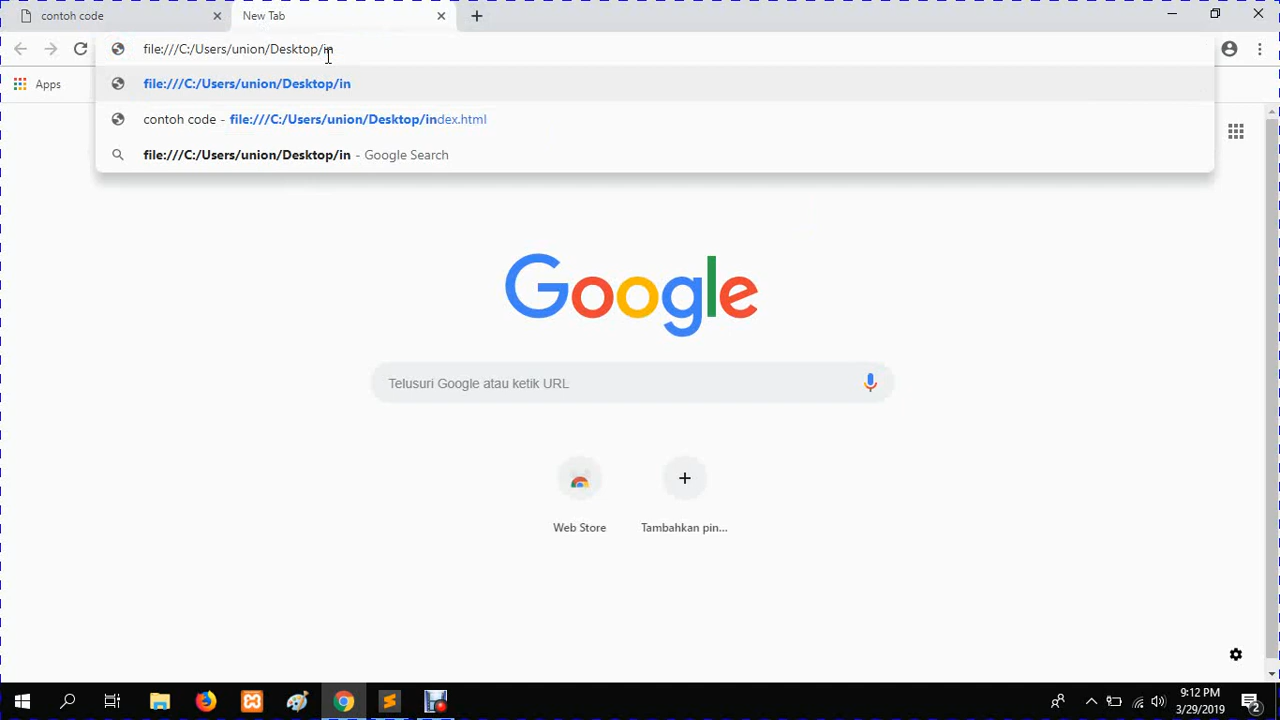 contoh code
New Tab
file:///C:/Users/union/Desktop/in
Apps
file:///C:/Users/union/Desktop/in
contoh code - file:///C:/Users/union/Desktop/index.html
file:///C:/Users/union/Desktop/in - Google Search
Google
Telusuri Google atau ketik URL
Web Store
Tambahkan pin...
9:12 PM
3/29/2019
2